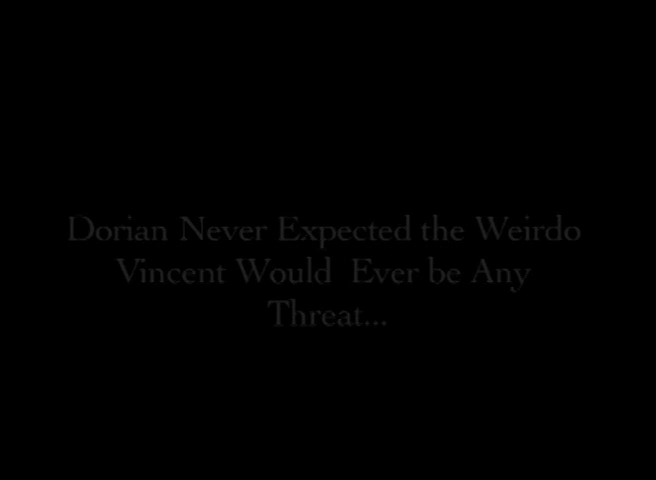 Dorian Never Expected the Weirdo
Vincent Would Ever be Any
Threat...